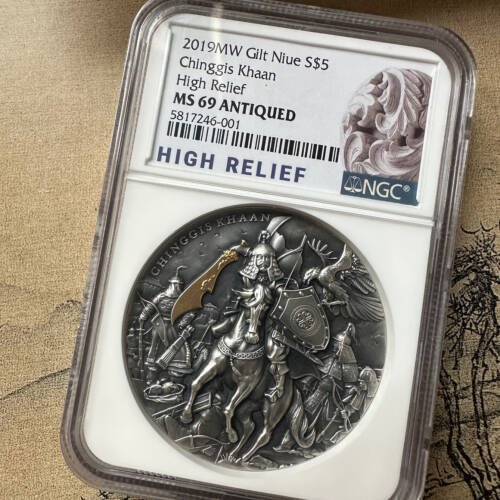 2019MW Gilt Niue S$5
Chinggis Khaan
High Relief
MS 69 ANTIQUED
5817246-001
HIGH RELIEF
NGC®
CHINGGIS KHAAN